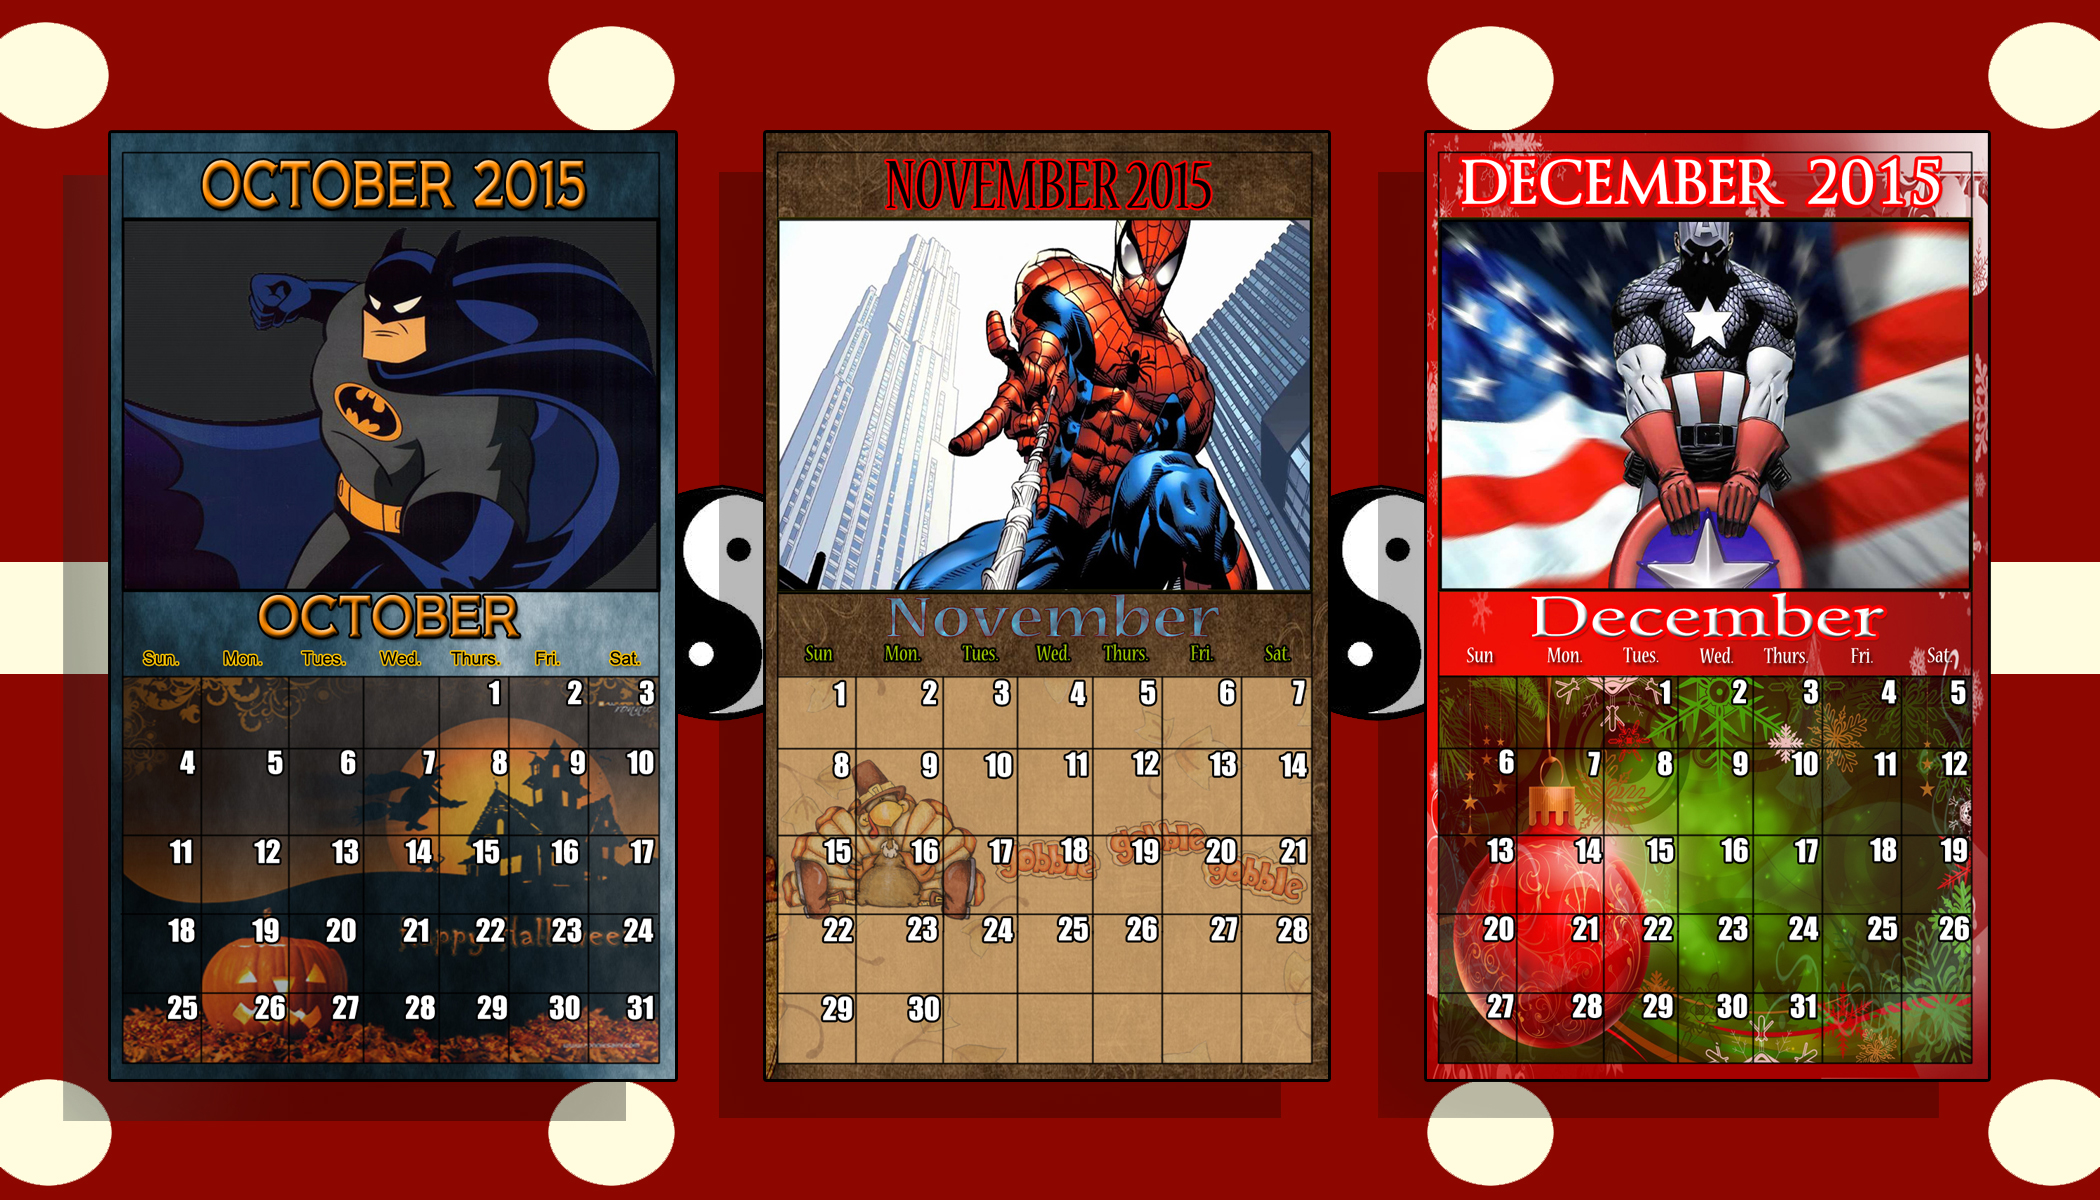 OCTOBER 2015
OCTOBER
Sun. Mon. Tues. Wed. Thurs. Fri. Sat.
1 2 3
4 5 6 7 8 9 10
11 12 13 14 15 16 17
18 19 20 21 22 23 24
Happy Halloween
25 26 27 28 29 30 31
NOVEMBER 2015
November
Sun Mon. Tues. Wed. Thurs. Fri. Sat.
1 2 3 4 5 6 7
8 9 10 11 12 13 14
15 16 17 18 19 20 21
gobble gobble gobble
22 23 24 25 26 27 28
29 30
DECEMBER 2015
A
December
Sun Mon. Tues. Wed. Thurs. Fri. Sat.
1 2 3 4 5
6 7 8 9 10 11 12
13 14 15 16 17 18 19
20 21 22 23 24 25 26
27 28 29 30 31